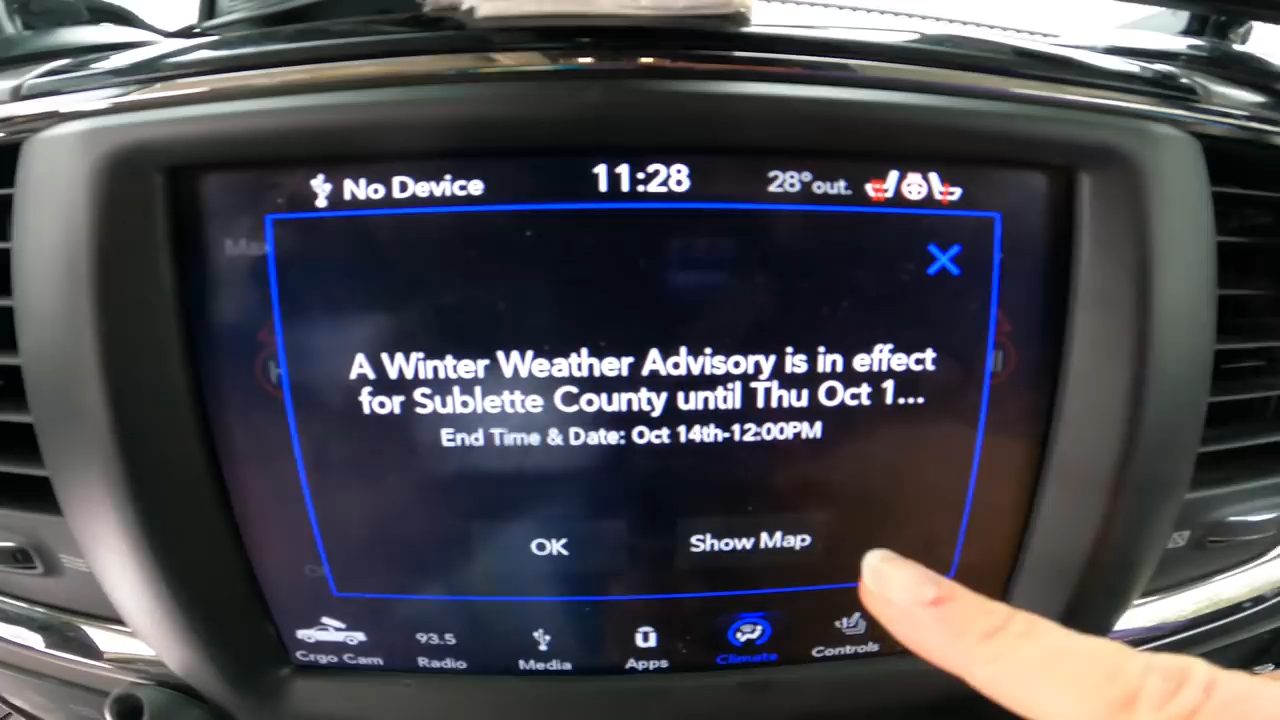 No Device
11:28
28°out.
Max
A Winter Weather Advisory is in effect
for Sublette County until Thu Oct 1...
End Time & Date: Oct 14th-12:00PM
OK
Show Map
Crgo Cam
93.5
Radio
Media
Apps
Climate
Controls